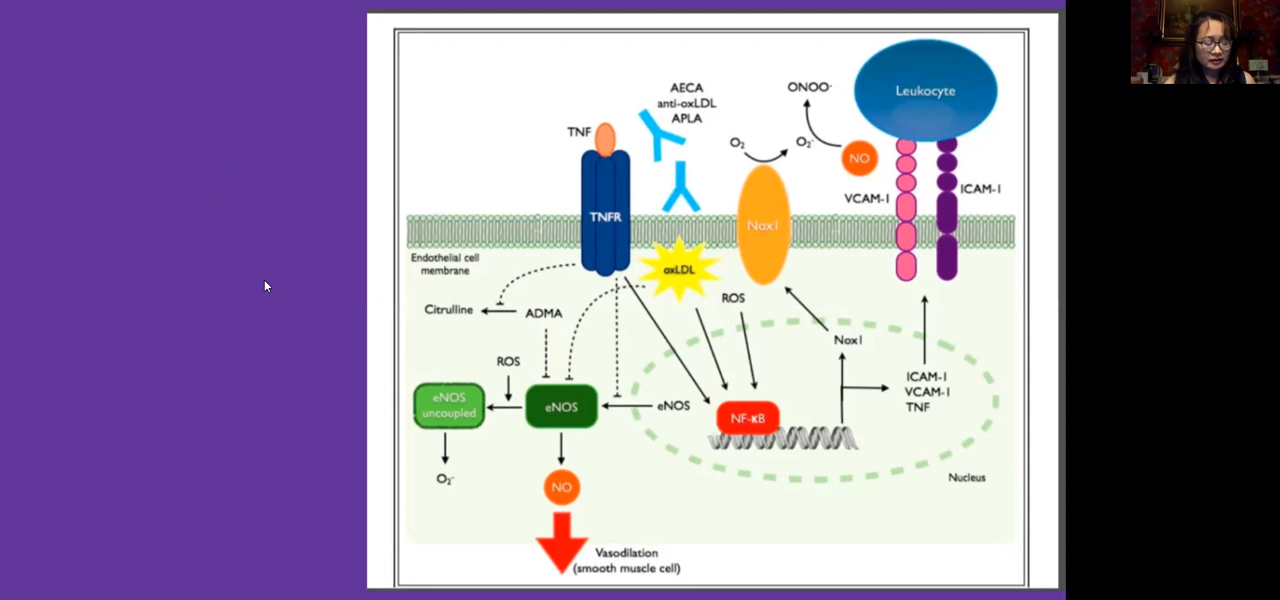 AECA
anti-oxLDL
APLA
ONOO-
Leukocyte
TNF
O2
O2-
NO
VCAM-1
ICAM-1
TNFR
Nox1
Endothelial cell
membrane
oxLDL
ROS
Citrulline
ADMA
Nox1
ROS
ICAM-1
VCAM-1
TNF
eNOS
uncoupled
eNOS
eNOS
NF-κB
O2-
NO
Nucleus
Vasodilation
(smooth muscle cell)